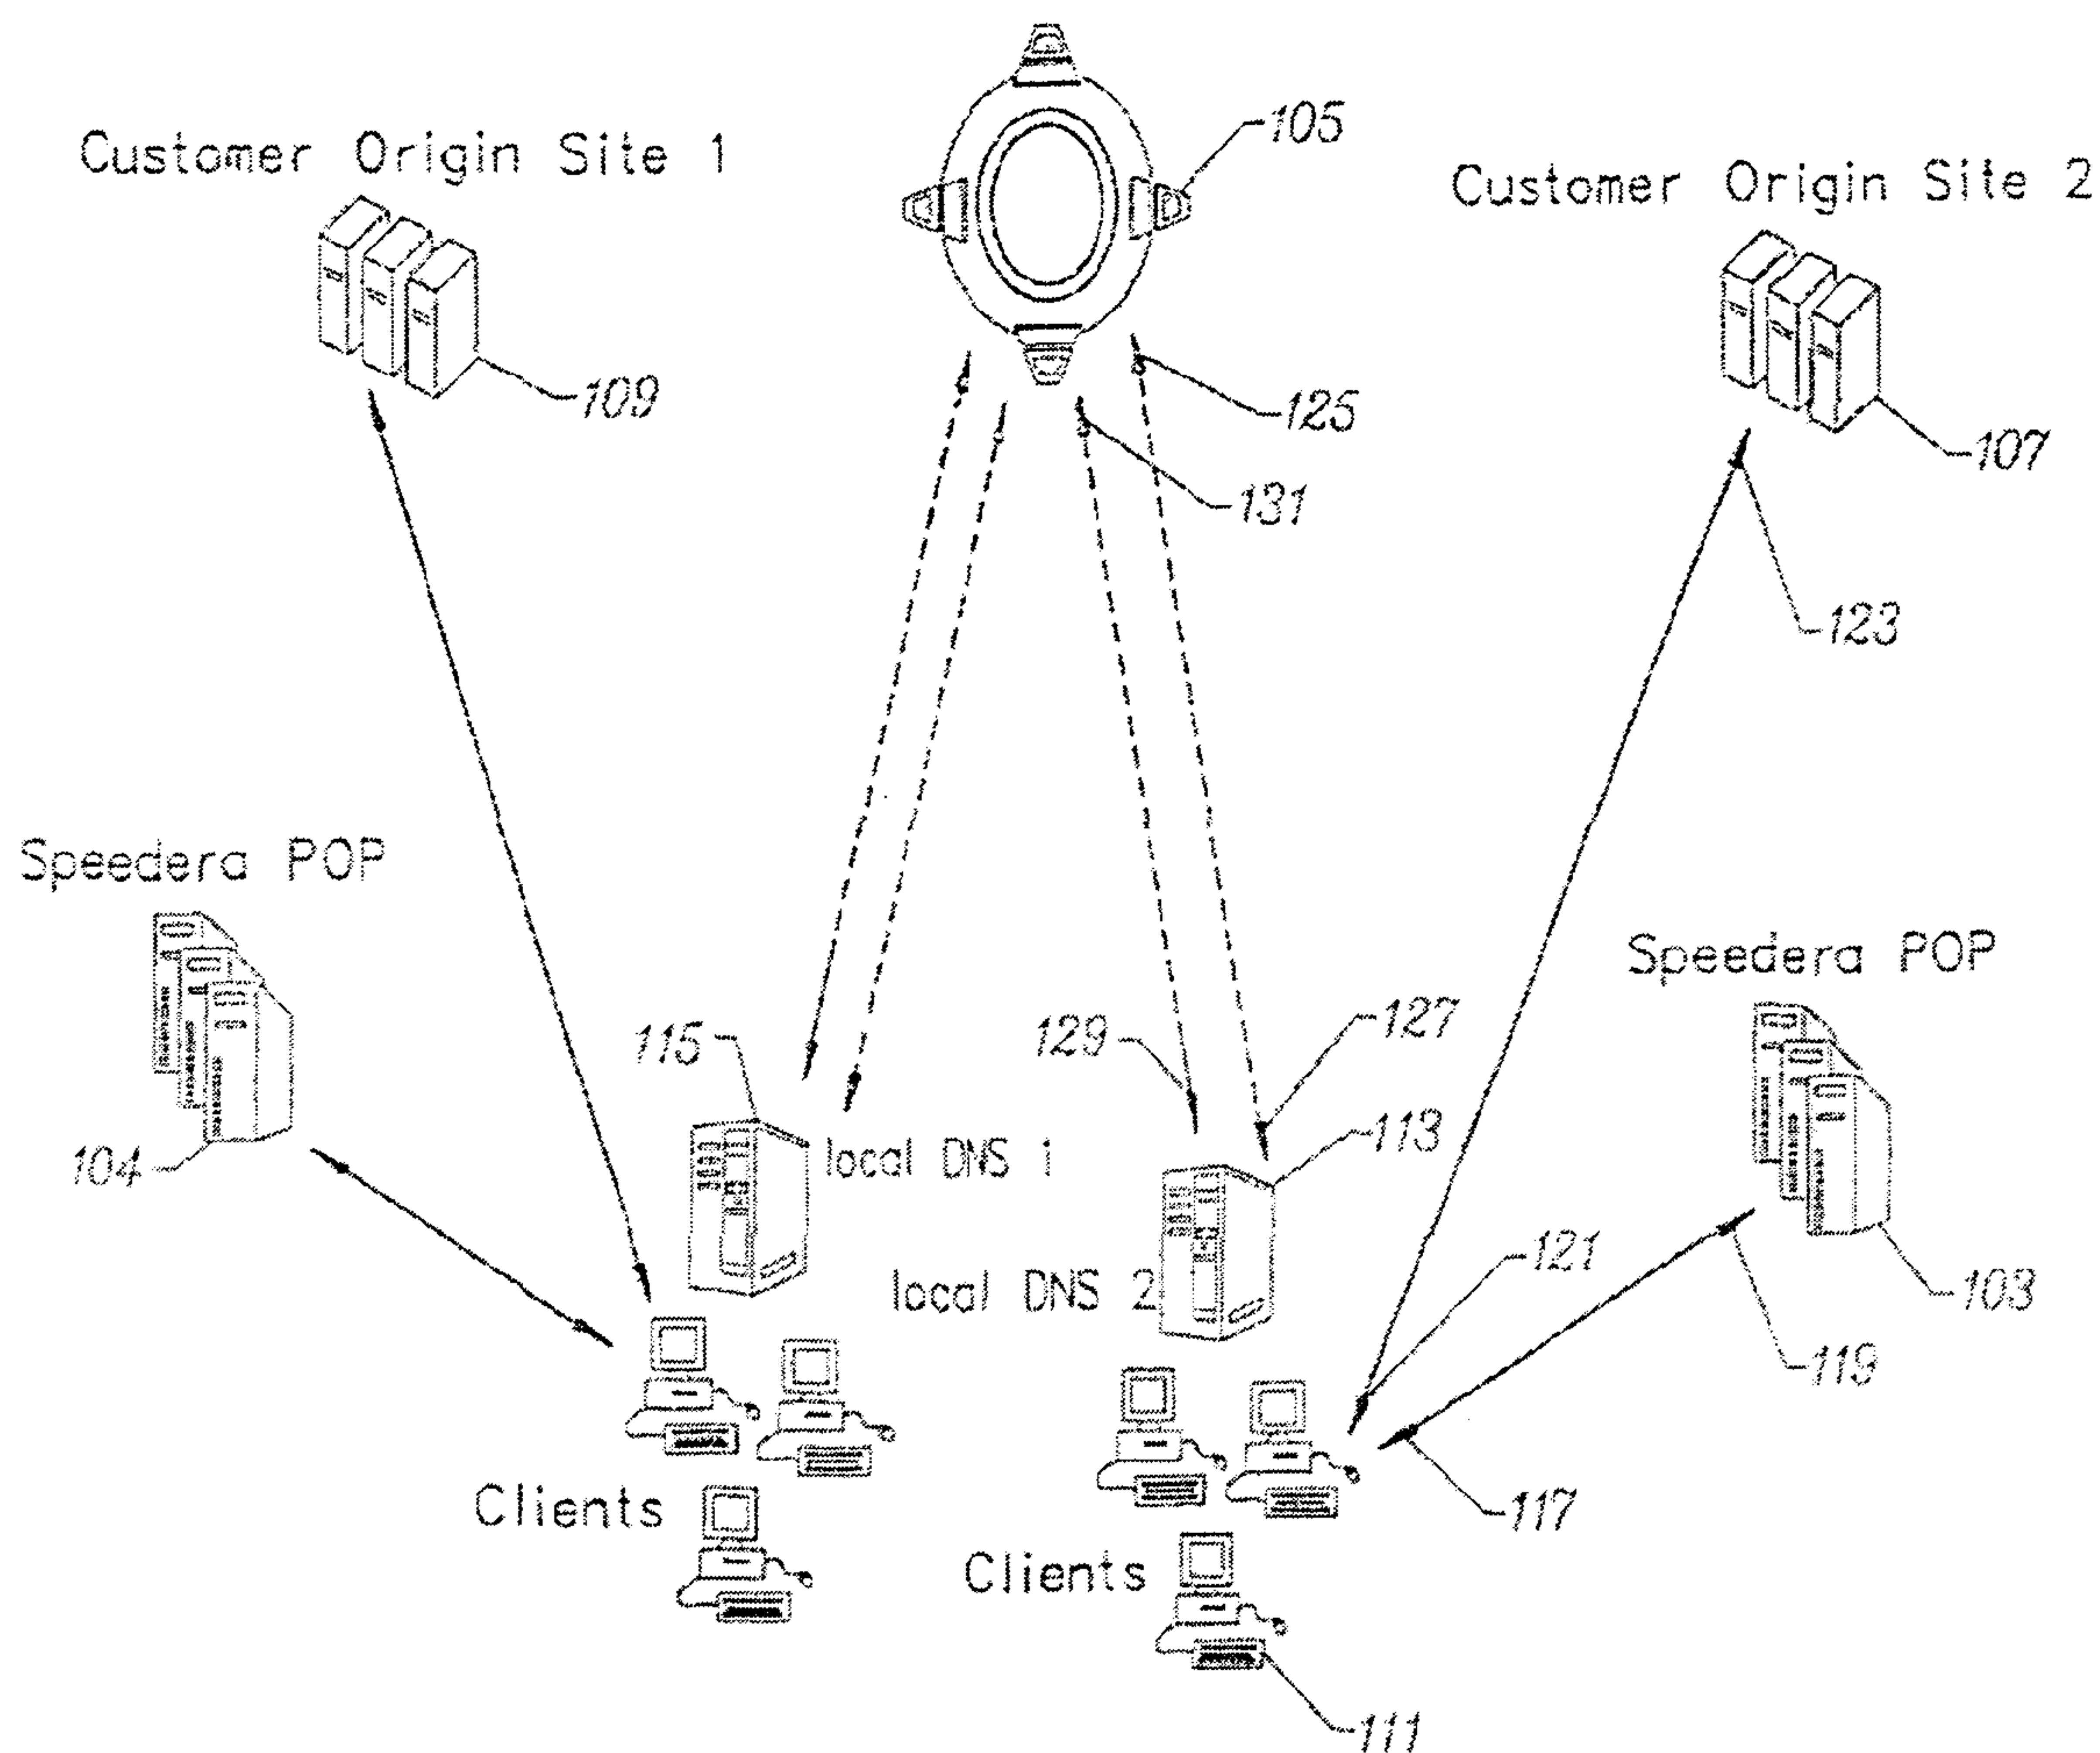 105
Customer Origin Site 1
Customer Origin Site 2
109
125
107
131
123
Speedera POP
Speedera POP
115
129
127
113
104
local DNS 1
121
local DNS 2
103
119
Clients
117
Clients
111